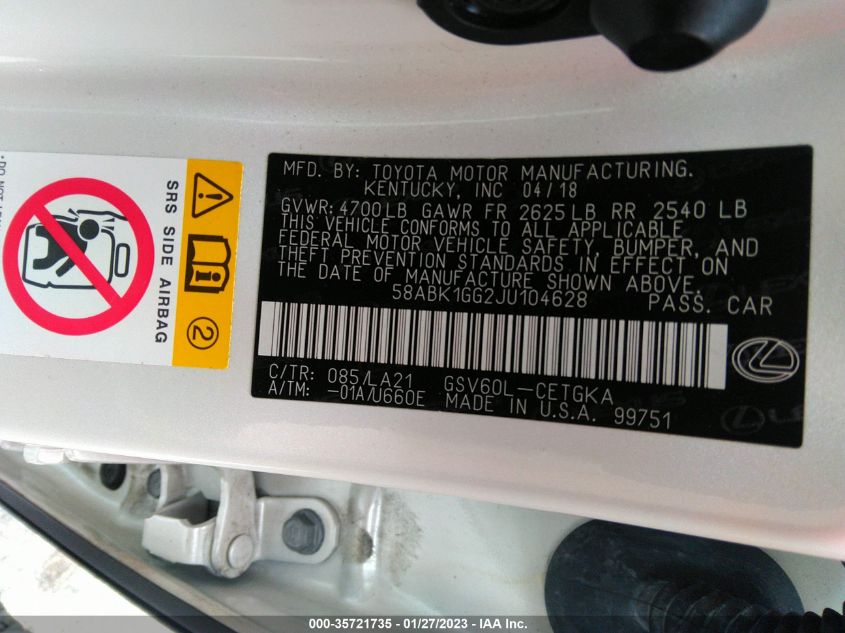 SRS SIDE AIRBAG
2
MFD. BY: TOYOTA MOTOR MANUFACTURING.
KENTUCKY, INC 04/18
GVWR: 4700LB GAWR FR 2625LB RR 2540 LB
THIS VEHICLE CONFORMS TO ALL APPLICABLE
FEDERAL MOTOR VEHICLE SAFETY, BUMPER, AND
THEFT PREVENTION STANDARDS IN EFFECT ON
THE DATE OF MANUFACTURE SHOWN ABOVE.
58ABK1GG2JU104628 PASS. CAR
C/TR: 085/LA21 GSV60L-CETGKA
A/TM: -01A/U660E MADE IN U.S.A. 99751
000-35721735 - 01/27/2023 - IAA Inc.